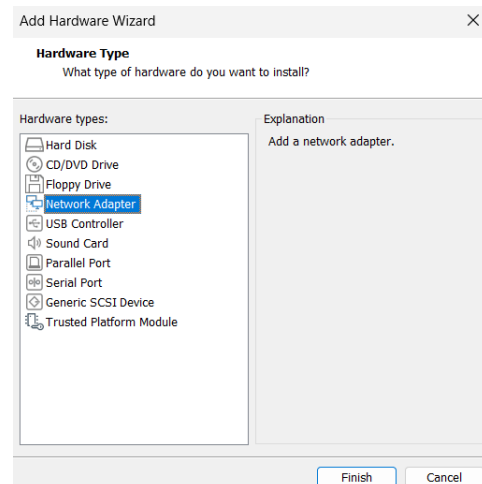 Add Hardware Wizard
Hardware Type
What type of hardware do you want to install?
Hardware types:
Hard Disk
CD/DVD Drive
Floppy Drive
Network Adapter
USB Controller
Sound Card
Parallel Port
Serial Port
Generic SCSI Device
Trusted Platform Module
Explanation
Add a network adapter.
Finish
Cancel